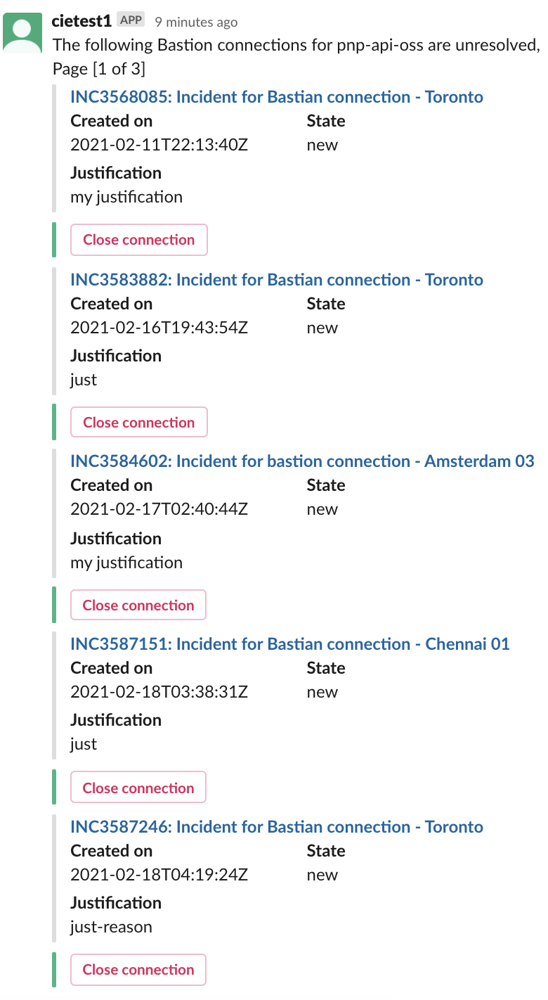 cietest1 APP 9 minutes ago
The following Bastion connections for pnp-api-oss are unresolved,
Page [1 of 3]
INC3568085: Incident for Bastian connection - Toronto
Created on State
2021-02-11T22:13:40Z new
Justification
my justification
Close connection
INC3583882: Incident for Bastian connection - Toronto
Created on State
2021-02-16T19:43:54Z new
Justification
just
Close connection
INC3584602: Incident for bastion connection - Amsterdam 03
Created on State
2021-02-17T02:40:44Z new
Justification
my justification
Close connection
INC3587151: Incident for Bastian connection - Chennai 01
Created on State
2021-02-18T03:38:31Z new
Justification
just
Close connection
INC3587246: Incident for Bastian connection - Toronto
Created on State
2021-02-18T04:19:24Z new
Justification
just-reason
Close connection